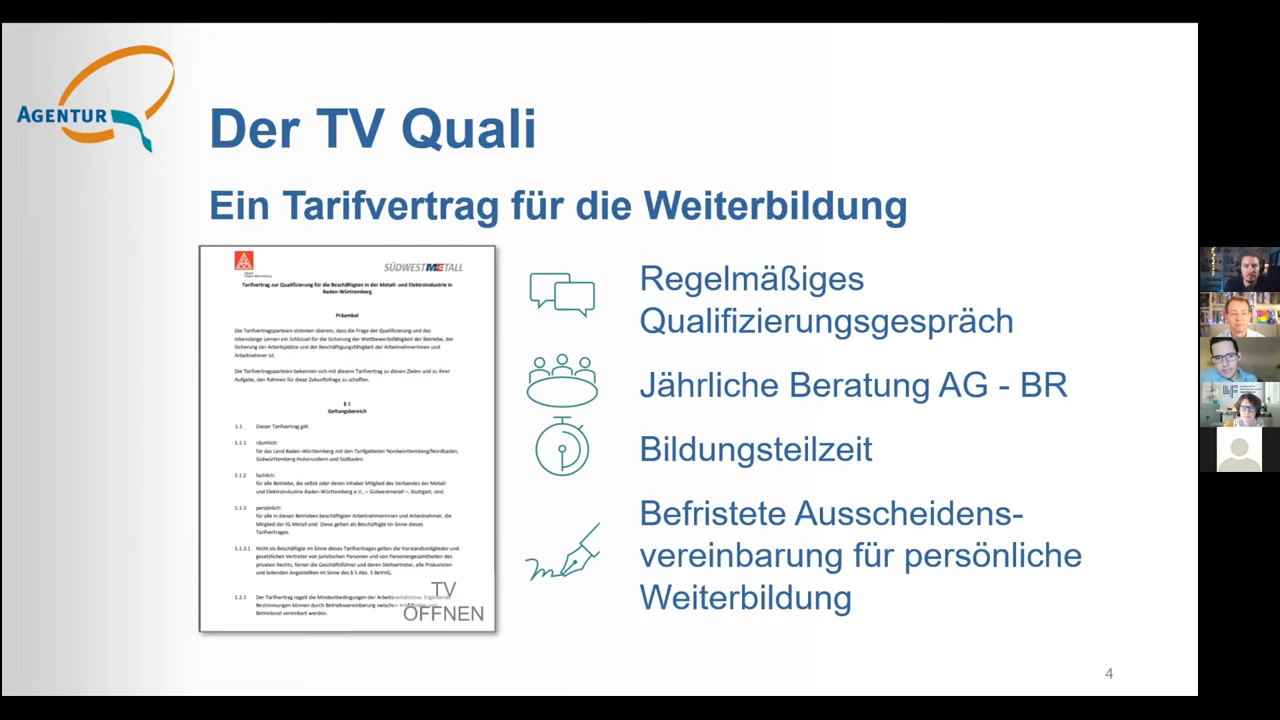 AGENTUR Q
Der TV Quali
Ein Tarifvertrag für die Weiterbildung
SÜDWESTMETALL
Tarifvertrag zur Qualifizierung für die Beschäftigten in der Metall- und Elektroindustrie in
Baden-Württemberg
Präambel
Die Tarifvertragsparteien stimmen überein, dass die Frage der Qualifizierung und das
lebenslange Lernen ein Schlüssel für die Sicherung der Wettbewerbsfähigkeit der Betriebe, der
Sicherung der Arbeitsplätze und der Beschäftigungsfähigkeit der Arbeitnehmerinnen und
Arbeitnehmer ist.
Die Tarifvertragsparteien bekennen sich mit diesem Tarifvertrag zu diesen Zielen und zu ihrer
Aufgabe, den Rahmen für diese Zukunftsfrage zu schaffen.
§ 1
Geltungsbereich
1.1 Dieser Tarifvertrag gilt:
1.1.1 räumlich:
für das Land Baden-Württemberg mit den Tarifgebieten Nordwürttemberg/Nordbaden,
Südwürttemberg-Hohenzollern und Südbaden.
1.1.2 fachlich:
für alle Betriebe, die selbst oder deren Inhaber Mitglied des Verbandes der Metall-
und Elektroindustrie Baden-Württemberg e.V., – Südwestmetall –, Stuttgart, sind.
1.1.3 persönlich:
für alle in diesen Betrieben beschäftigten Arbeitnehmerinnen und Arbeitnehmer, die
Mitglied der IG Metall sind. Diese gelten als Beschäftigte im Sinne dieses
Tarifvertrages.
1.1.3.1 Nicht als Beschäftigte im Sinne dieses Tarifvertrages gelten die Vorstandsmitglieder und
gesetzlichen Vertreter von juristischen Personen und von Personengesamtheiten des
privaten Rechts, ferner die Geschäftsführer und deren Stellvertreter, alle Prokuristen
und leitenden Angestellten im Sinne des § 5 Abs. 3 BetrVG.
1.2.1 Der Tarifvertrag regelt die Mindestbedingungen der Arbeitsverhältnisse. Ergänzende
Bestimmungen können durch Betriebsvereinbarung zwischen und
Betriebsrat vereinbart werden.
TV
ÖFFNEN
Regelmäßiges
Qualifizierungsgespräch
Jährliche Beratung AG - BR
Bildungsteilzeit
Befristete Ausscheidens-
vereinbarung für persönliche
Weiterbildung
4